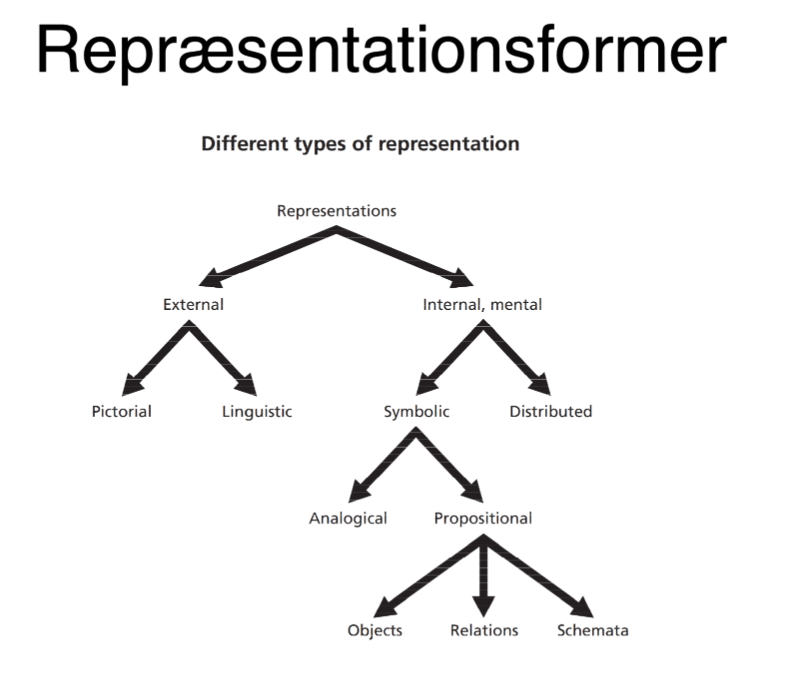 Repræsentationsformer
Different types of representation
Representations
External
Internal, mental
Pictorial
Linguistic
Symbolic
Distributed
Analogical
Propositional
Objects
Relations
Schemata